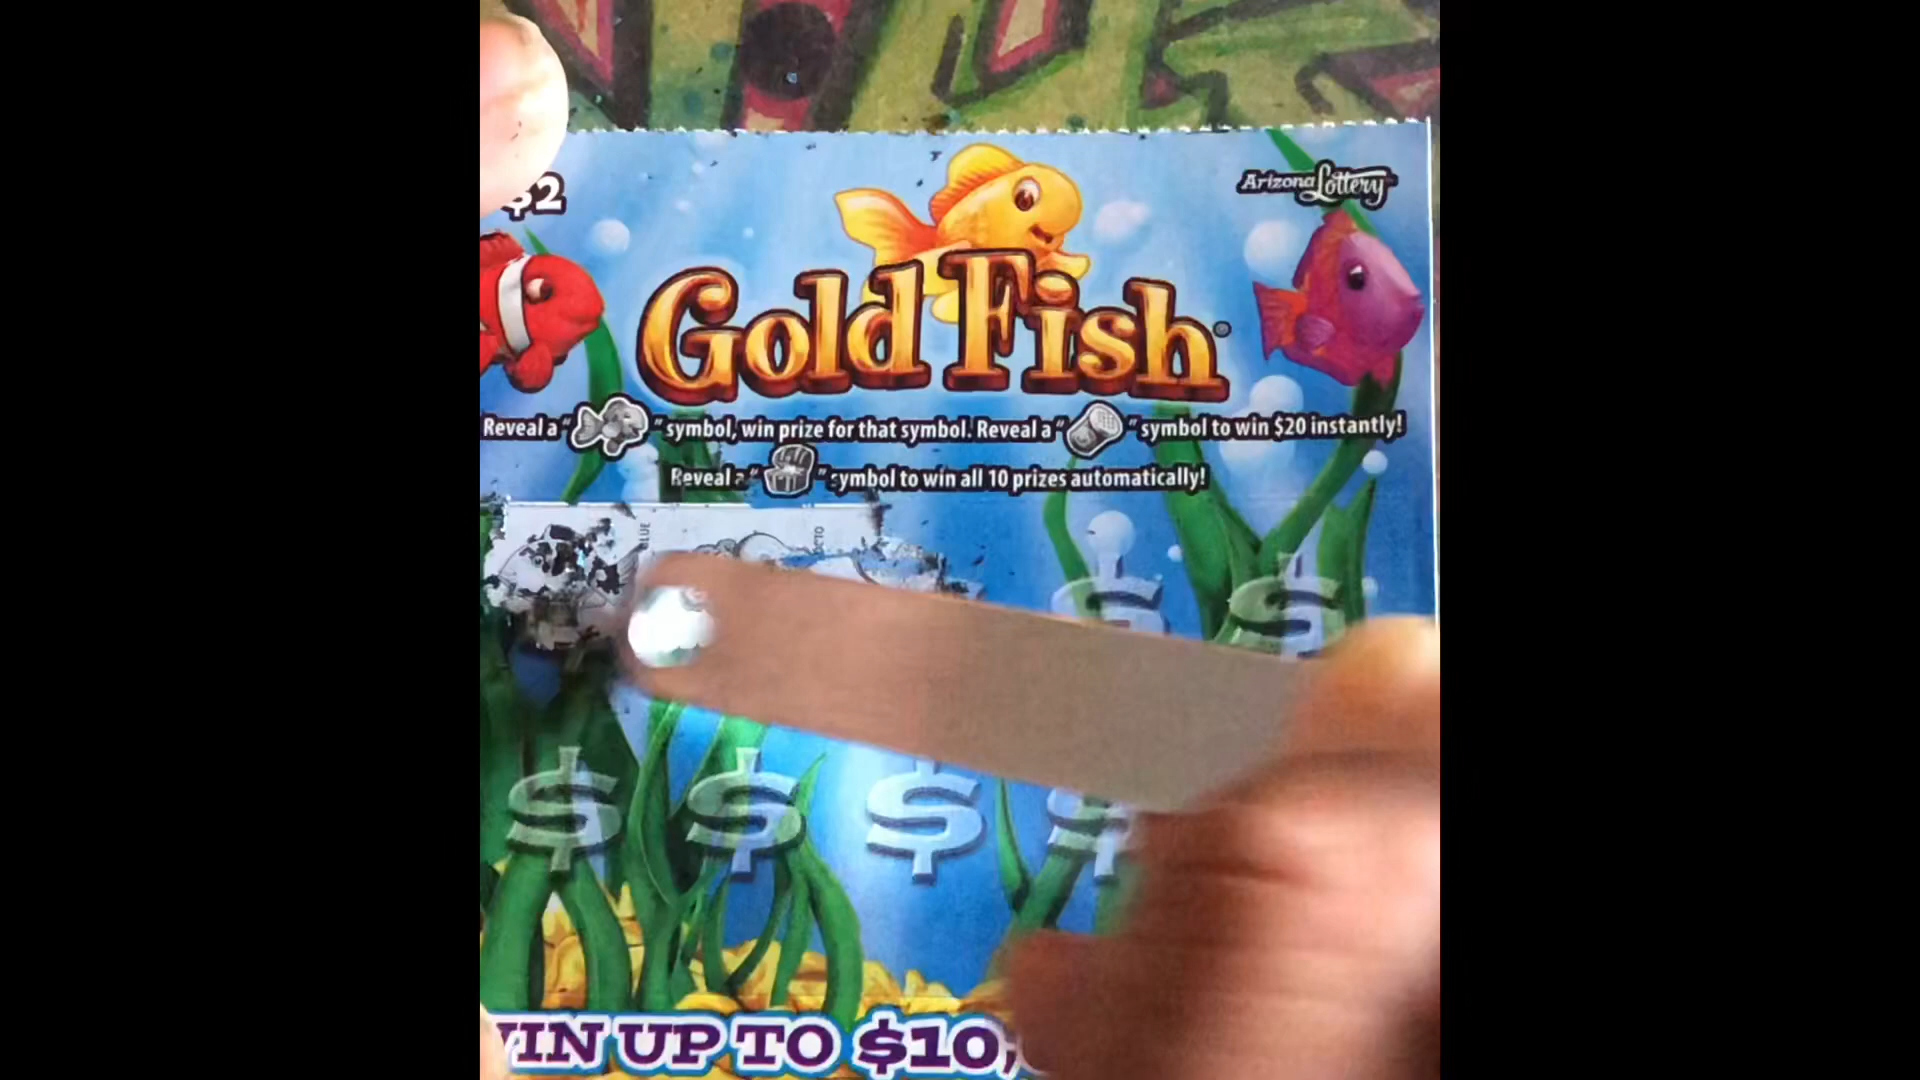 $2
Arizona Lottery
Gold Fish®
Reveal a “ ” symbol, win prize for that symbol. Reveal a “ ” symbol to win $20 instantly!
Reveal a “ ” symbol to win all 10 prizes automatically!
$ $
$ $ $ $
WIN UP TO $10,